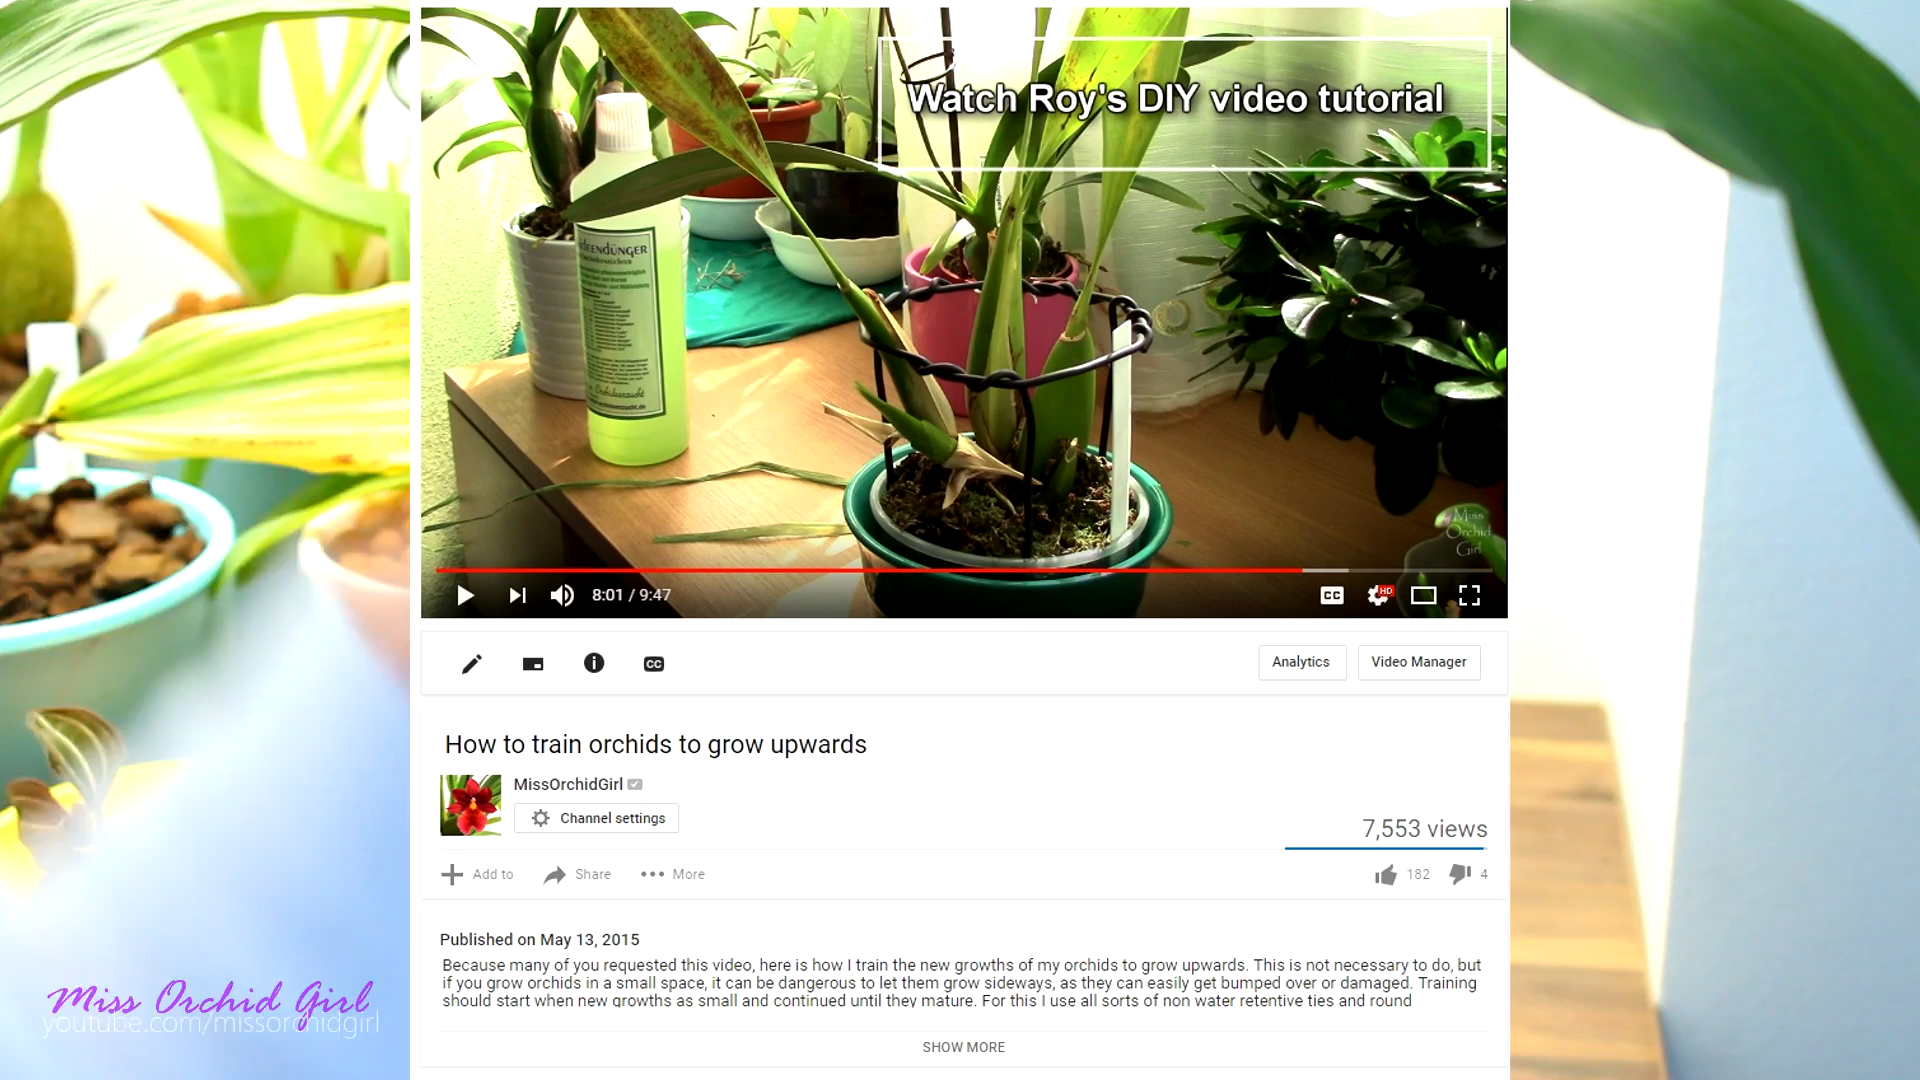 Watch Roy's DIY video tutorial
Miss
Orchid
Girl
8:01 / 9:47
CC
HD
CC
Analytics
Video Manager
How to train orchids to grow upwards
MissOrchidGirl
Channel settings
7,553 views
Add to
Share
More
182
4
Published on May 13, 2015
Because many of you requested this video, here is how I train the new growths of my orchids to grow upwards. This is not necessary to do, but
if you grow orchids in a small space, it can be dangerous to let them grow sideways, as they can easily get bumped over or damaged. Training
should start when new growths as small and continued until they mature. For this I use all sorts of non water retentive ties and round
SHOW MORE
Miss Orchid Girl
youtube.com/missorchidgirl